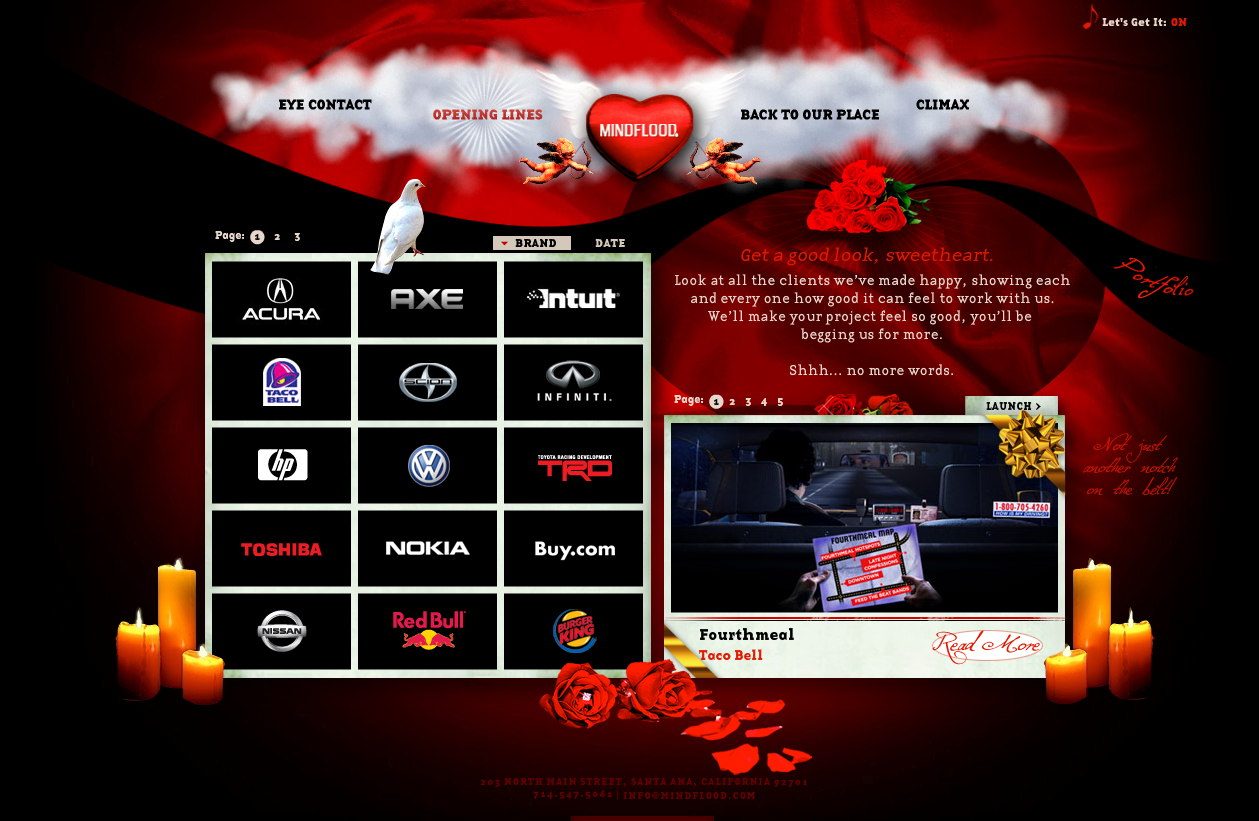 Let's Get It: ON
EYE CONTACT
OPENING LINES
MINDFLOOD
BACK TO OUR PLACE
CLIMAX
Page: 1 2 3
BRAND
DATE
ACURA
AXE
intuit
TACO BELL
SCION
INFINITI
hp
VW
TOYOTA RACING DEVELOPMENT
TRD
TOSHIBA
NOKIA
Buy.com
NISSAN
Red Bull
BURGER KING
Get a good look, sweetheart.
Look at all the clients we've made happy, showing each
and every one how good it can feel to work with us.
We'll make your project feel so good, you'll be
begging us for more.
Shhh... no more words.
Portfolio
Page: 1 2 3 4 5
LAUNCH >
1-800-705-4260
HOW IS MY DRIVING?
FOURTHMEAL MAP
FOURTHMEAL HOTSPOTS
LATE NIGHT
CONFESSIONS
DOWNTOWN
FEED THE BEAT BANDS
Not just
another notch
on the belt!
Fourthmeal
Taco Bell
Read More
203 NORTH MAIN STREET, SANTA ANA, CALIFORNIA 92701
714.547.5961 | INFO@MINDFLOOD.COM